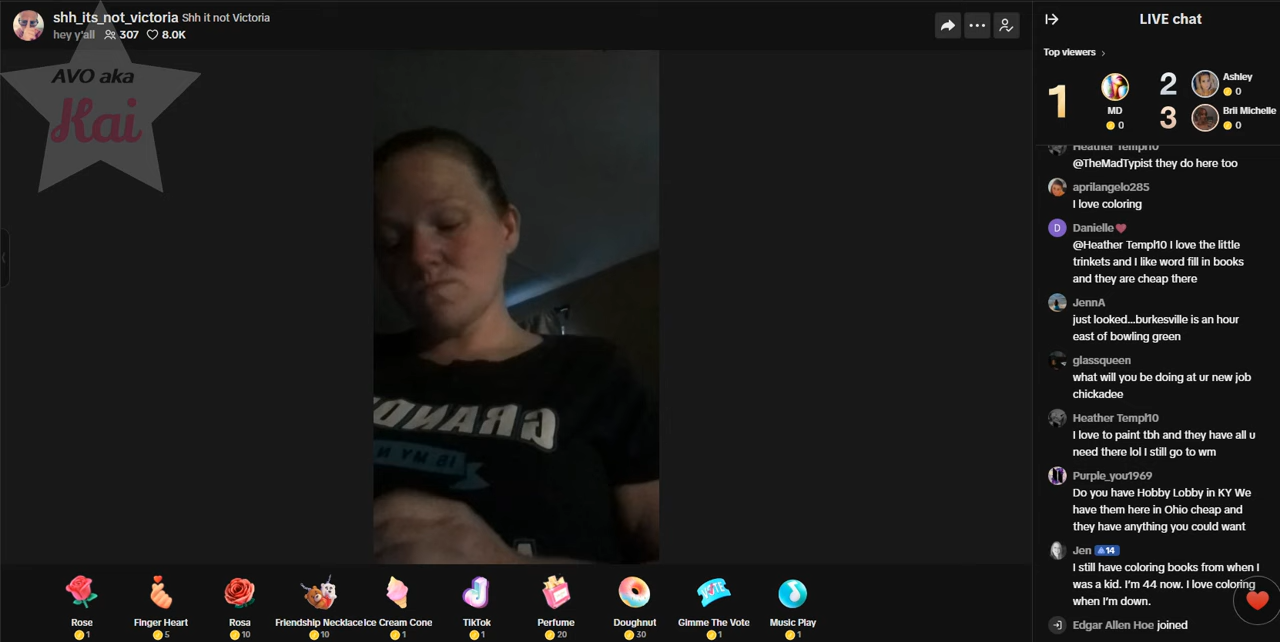 shh_its_not_victoria Shh it not Victoria
hey y'all 307 8.0K
AVO aka
Kai
LIVE chat
Top viewers
1
MD
0
2
Ashley
0
3
Brii Michelle
0
Heather Templ10
@TheMadTypist they do here too
aprilangelo285
I love coloring
D
Danielle
@Heather Templ10 I love the little
trinkets and I like word fill in books
and they are cheap there
JennA
just looked...burkesville is an hour
east of bowling green
glassqueen
what will you be doing at ur new job
chickadee
Heather Templ10
I love to paint tbh and they have all u
need there lol I still go to wm
Purple_you1969
Do you have Hobby Lobby in KY We
have them here in Ohio cheap and
they have anything you could want
Jen 14
I still have coloring books from when I
was a kid. I'm 44 now. I love coloring
when I'm down.
Edgar Allen Hoe joined
GRAND
IS MY
VOTE
Rose
1
Finger Heart
5
Rosa
10
Friendship Necklace
10
Ice Cream Cone
1
TikTok
1
Perfume
20
Doughnut
30
Gimme The Vote
1
Music Play
1